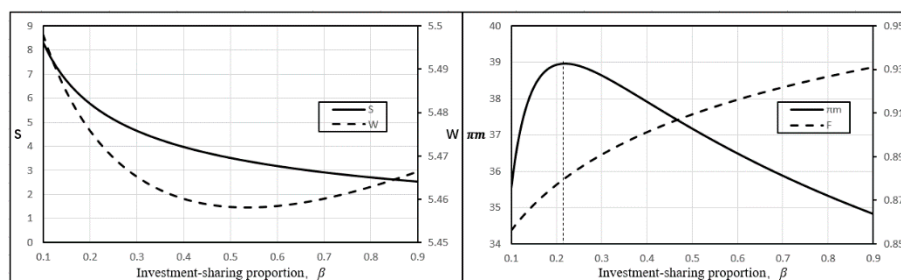 9
8
7
6
5
4
3
2
1
0
S
5.5
5.49
5.48
5.47
5.46
5.45
W
S
W
0.1 0.2 0.3 0.4 0.5 0.6 0.7 0.8 0.9
Investment-sharing proportion, β
40
39
38
37
36
35
34
πm
0.95
0.93
0.91
0.89
0.87
0.85
πm
F
0.1 0.2 0.3 0.4 0.5 0.6 0.7 0.8 0.9
Investment-sharing proportion, β